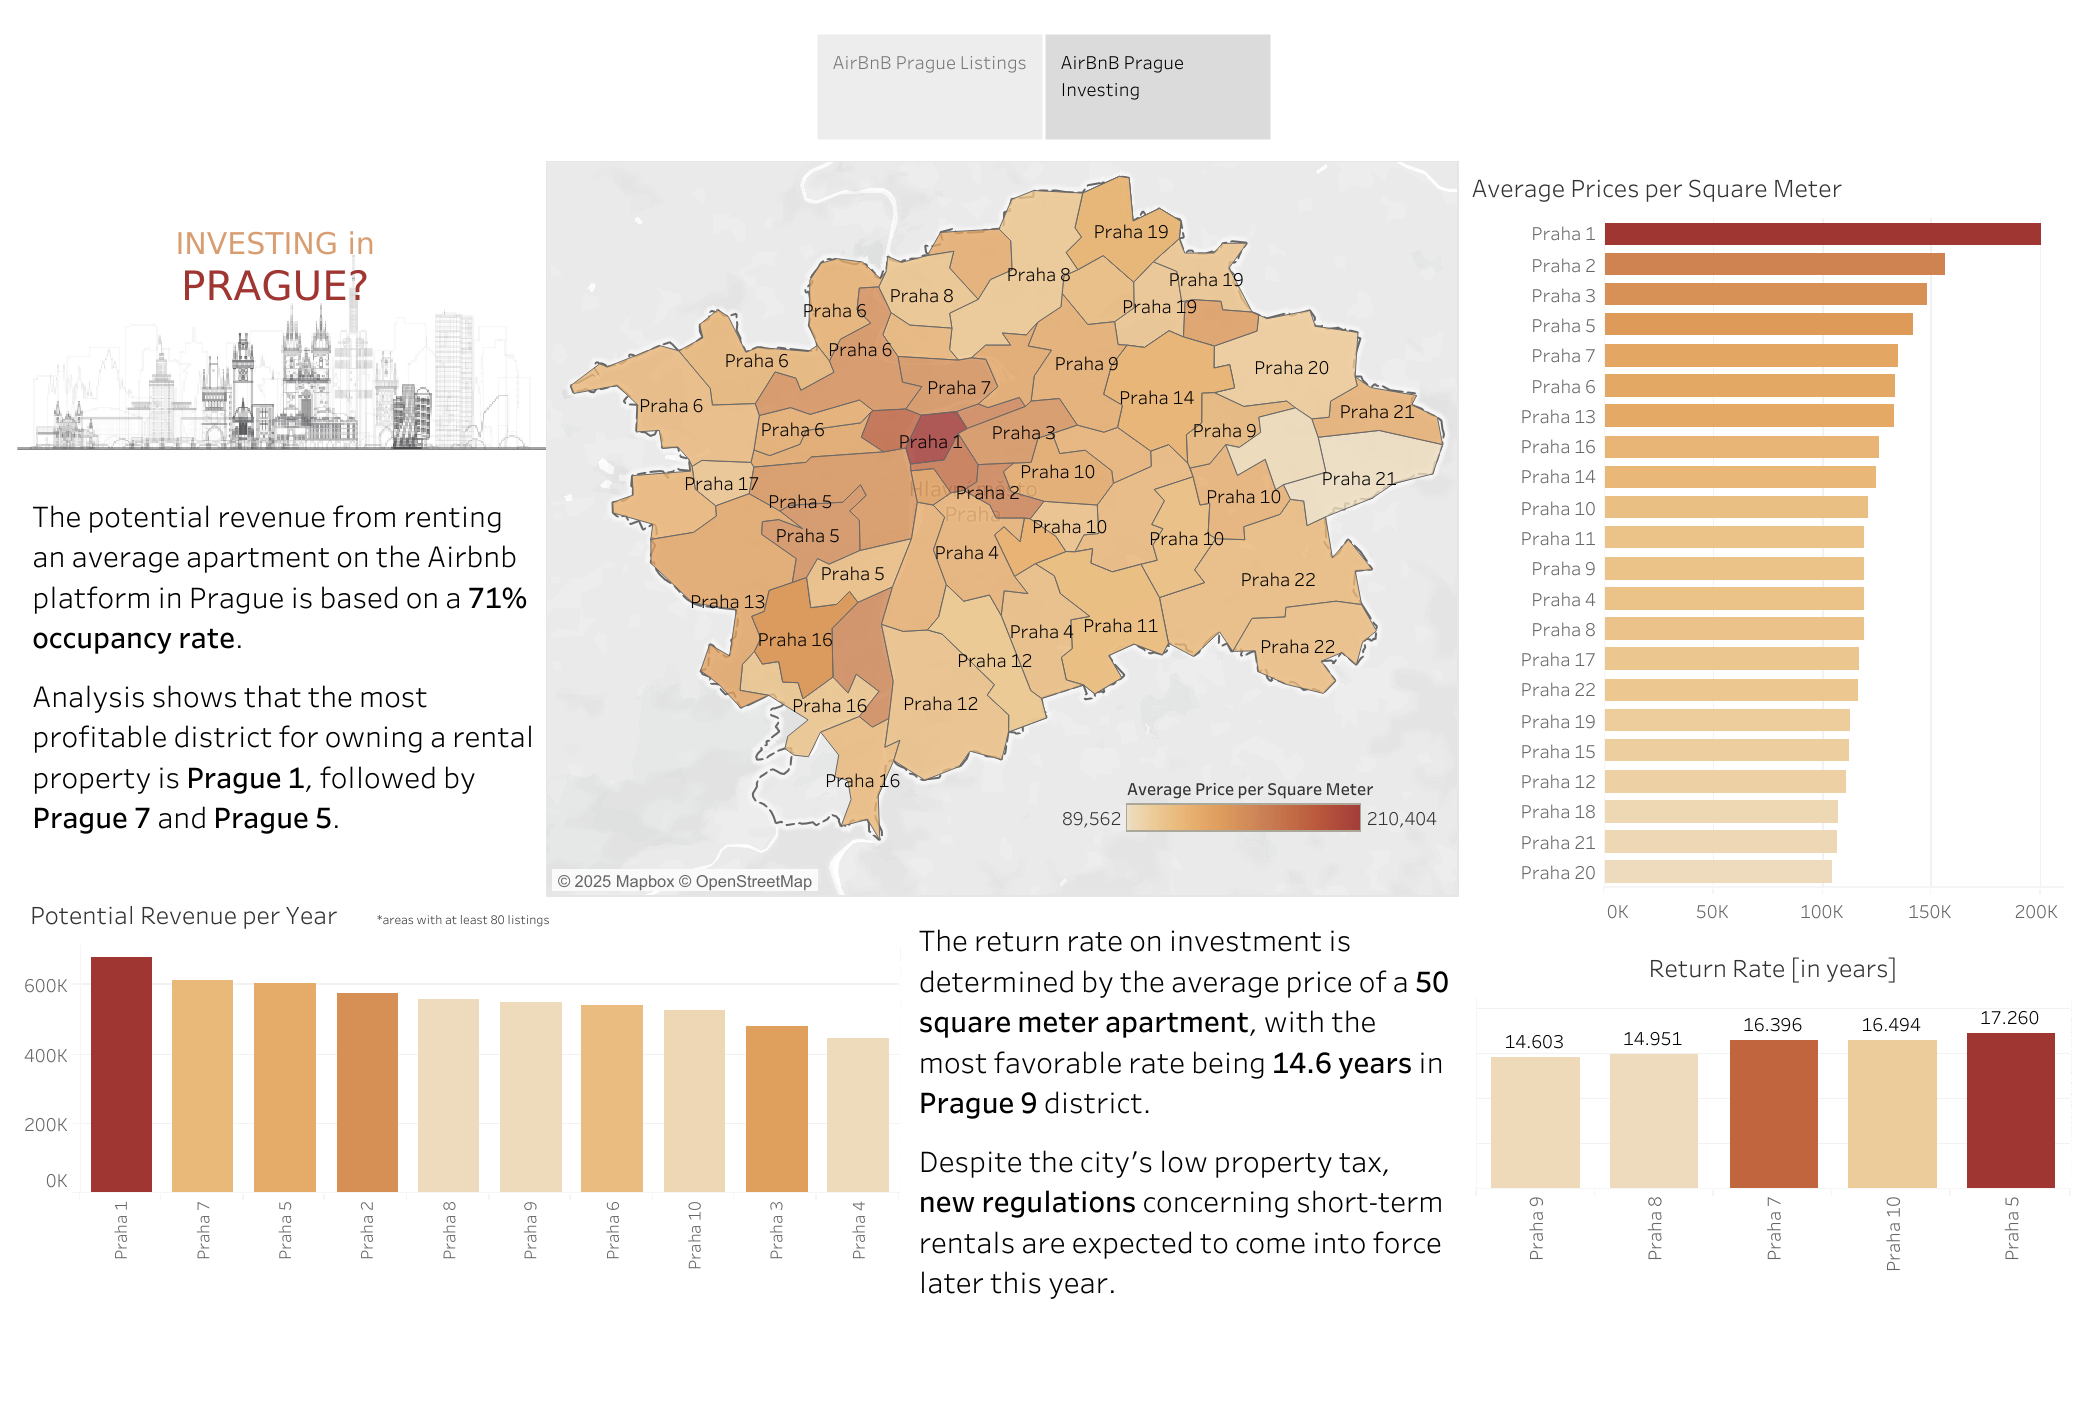 AirBnB Prague Listings
AirBnB Prague
Investing
INVESTING in
PRAGUE?
The potential revenue from renting
an average apartment on the Airbnb
platform in Prague is based on a 71%
occupancy rate.
Analysis shows that the most
profitable district for owning a rental
property is Prague 1, followed by
Prague 7 and Prague 5.
Praha 19
Praha 8
Praha 19
Praha 8
Praha 19
Praha 6
Praha 6
Praha 6
Praha 9
Praha 20
Praha 7
Praha 14
Praha 6
Praha 21
Praha 6
Praha 1
Praha 3
Praha 9
Praha 10
Praha 21
Praha 17
Praha 2
Praha 10
Praha 5
Praha
Praha 10
Praha 5
Praha 10
Praha 4
Praha 5
Praha 22
Praha 13
Praha 16
Praha 4
Praha 11
Praha 22
Praha 12
Praha 16
Praha 12
Praha 16
Average Price per Square Meter
89,562
210,404
© 2025 Mapbox © OpenStreetMap
Average Prices per Square Meter
Praha 1
Praha 2
Praha 3
Praha 5
Praha 7
Praha 6
Praha 13
Praha 16
Praha 14
Praha 10
Praha 11
Praha 9
Praha 4
Praha 8
Praha 17
Praha 22
Praha 19
Praha 15
Praha 12
Praha 18
Praha 21
Praha 20
0K 50K 100K 150K 200K
Potential Revenue per Year
*areas with at least 80 listings
600K
400K
200K
0K
Praha 1
Praha 7
Praha 5
Praha 2
Praha 8
Praha 9
Praha 6
Praha 10
Praha 3
Praha 4
The return rate on investment is
determined by the average price of a 50
square meter apartment, with the
most favorable rate being 14.6 years in
Prague 9 district.
Despite the city's low property tax,
new regulations concerning short-term
rentals are expected to come into force
later this year.
Return Rate [in years]
14.603
14.951
16.396
16.494
17.260
Praha 9
Praha 8
Praha 7
Praha 10
Praha 5